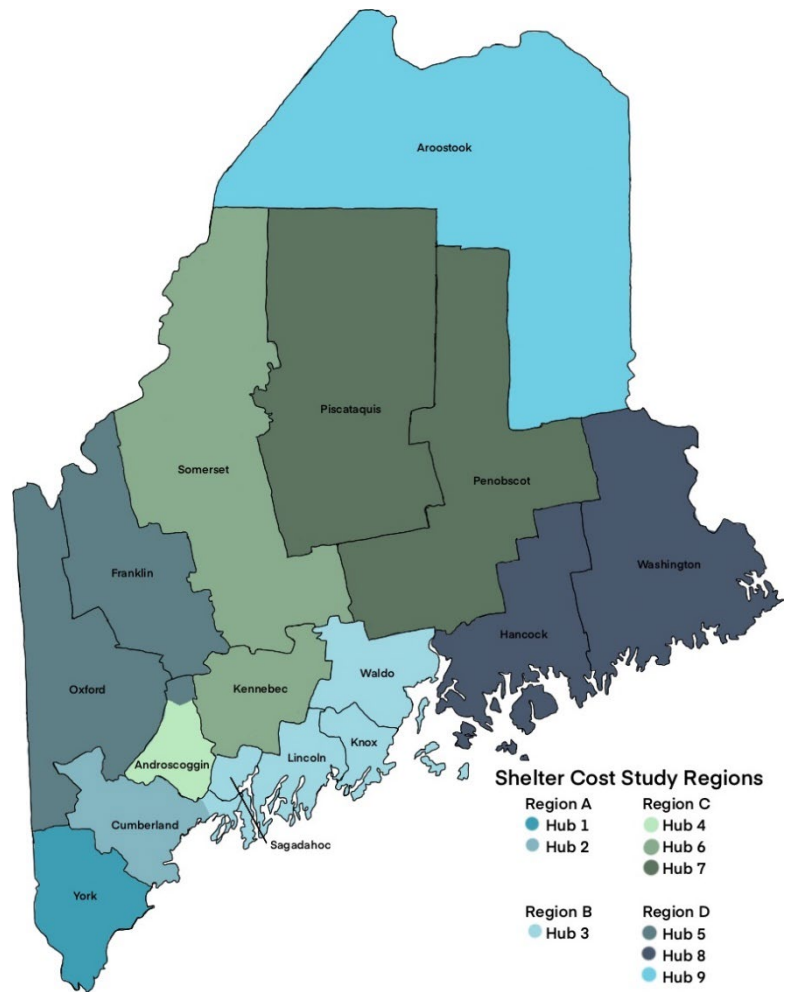 Aroostook
Piscataquis
Somerset
Penobscot
Washington
Franklin
Hancock
Waldo
Oxford
Kennebec
Knox
Lincoln
Androscoggin
Cumberland
Sagadahoc
York
Shelter Cost Study Regions
Region A
Hub 1
Hub 2
Region B
Hub 3
Region C
Hub 4
Hub 6
Hub 7
Region D
Hub 5
Hub 8
Hub 9